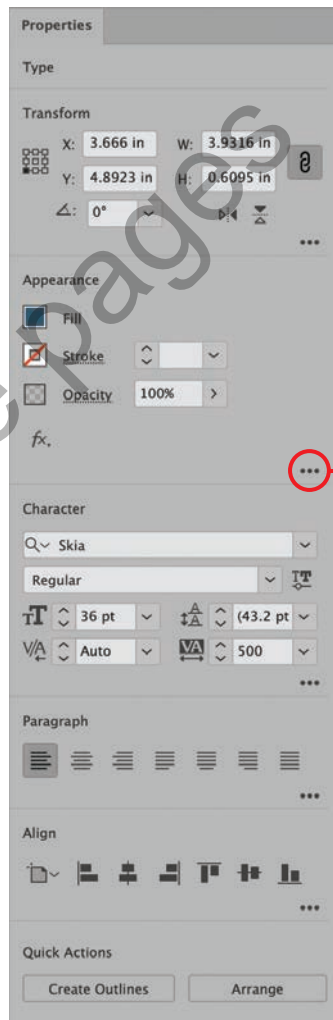 Properties
Type
Transform
X: 3.666 in W: 3.9316 in
Y: 4.8923 in H: 0.6095 in
0°
Appearance
Fill
Stroke
Opacity 100%
fx.
Character
Skia
Regular
36 pt (43.2 pt
Auto 500
Paragraph
Align
Quick Actions
Create Outlines Arrange
e pages